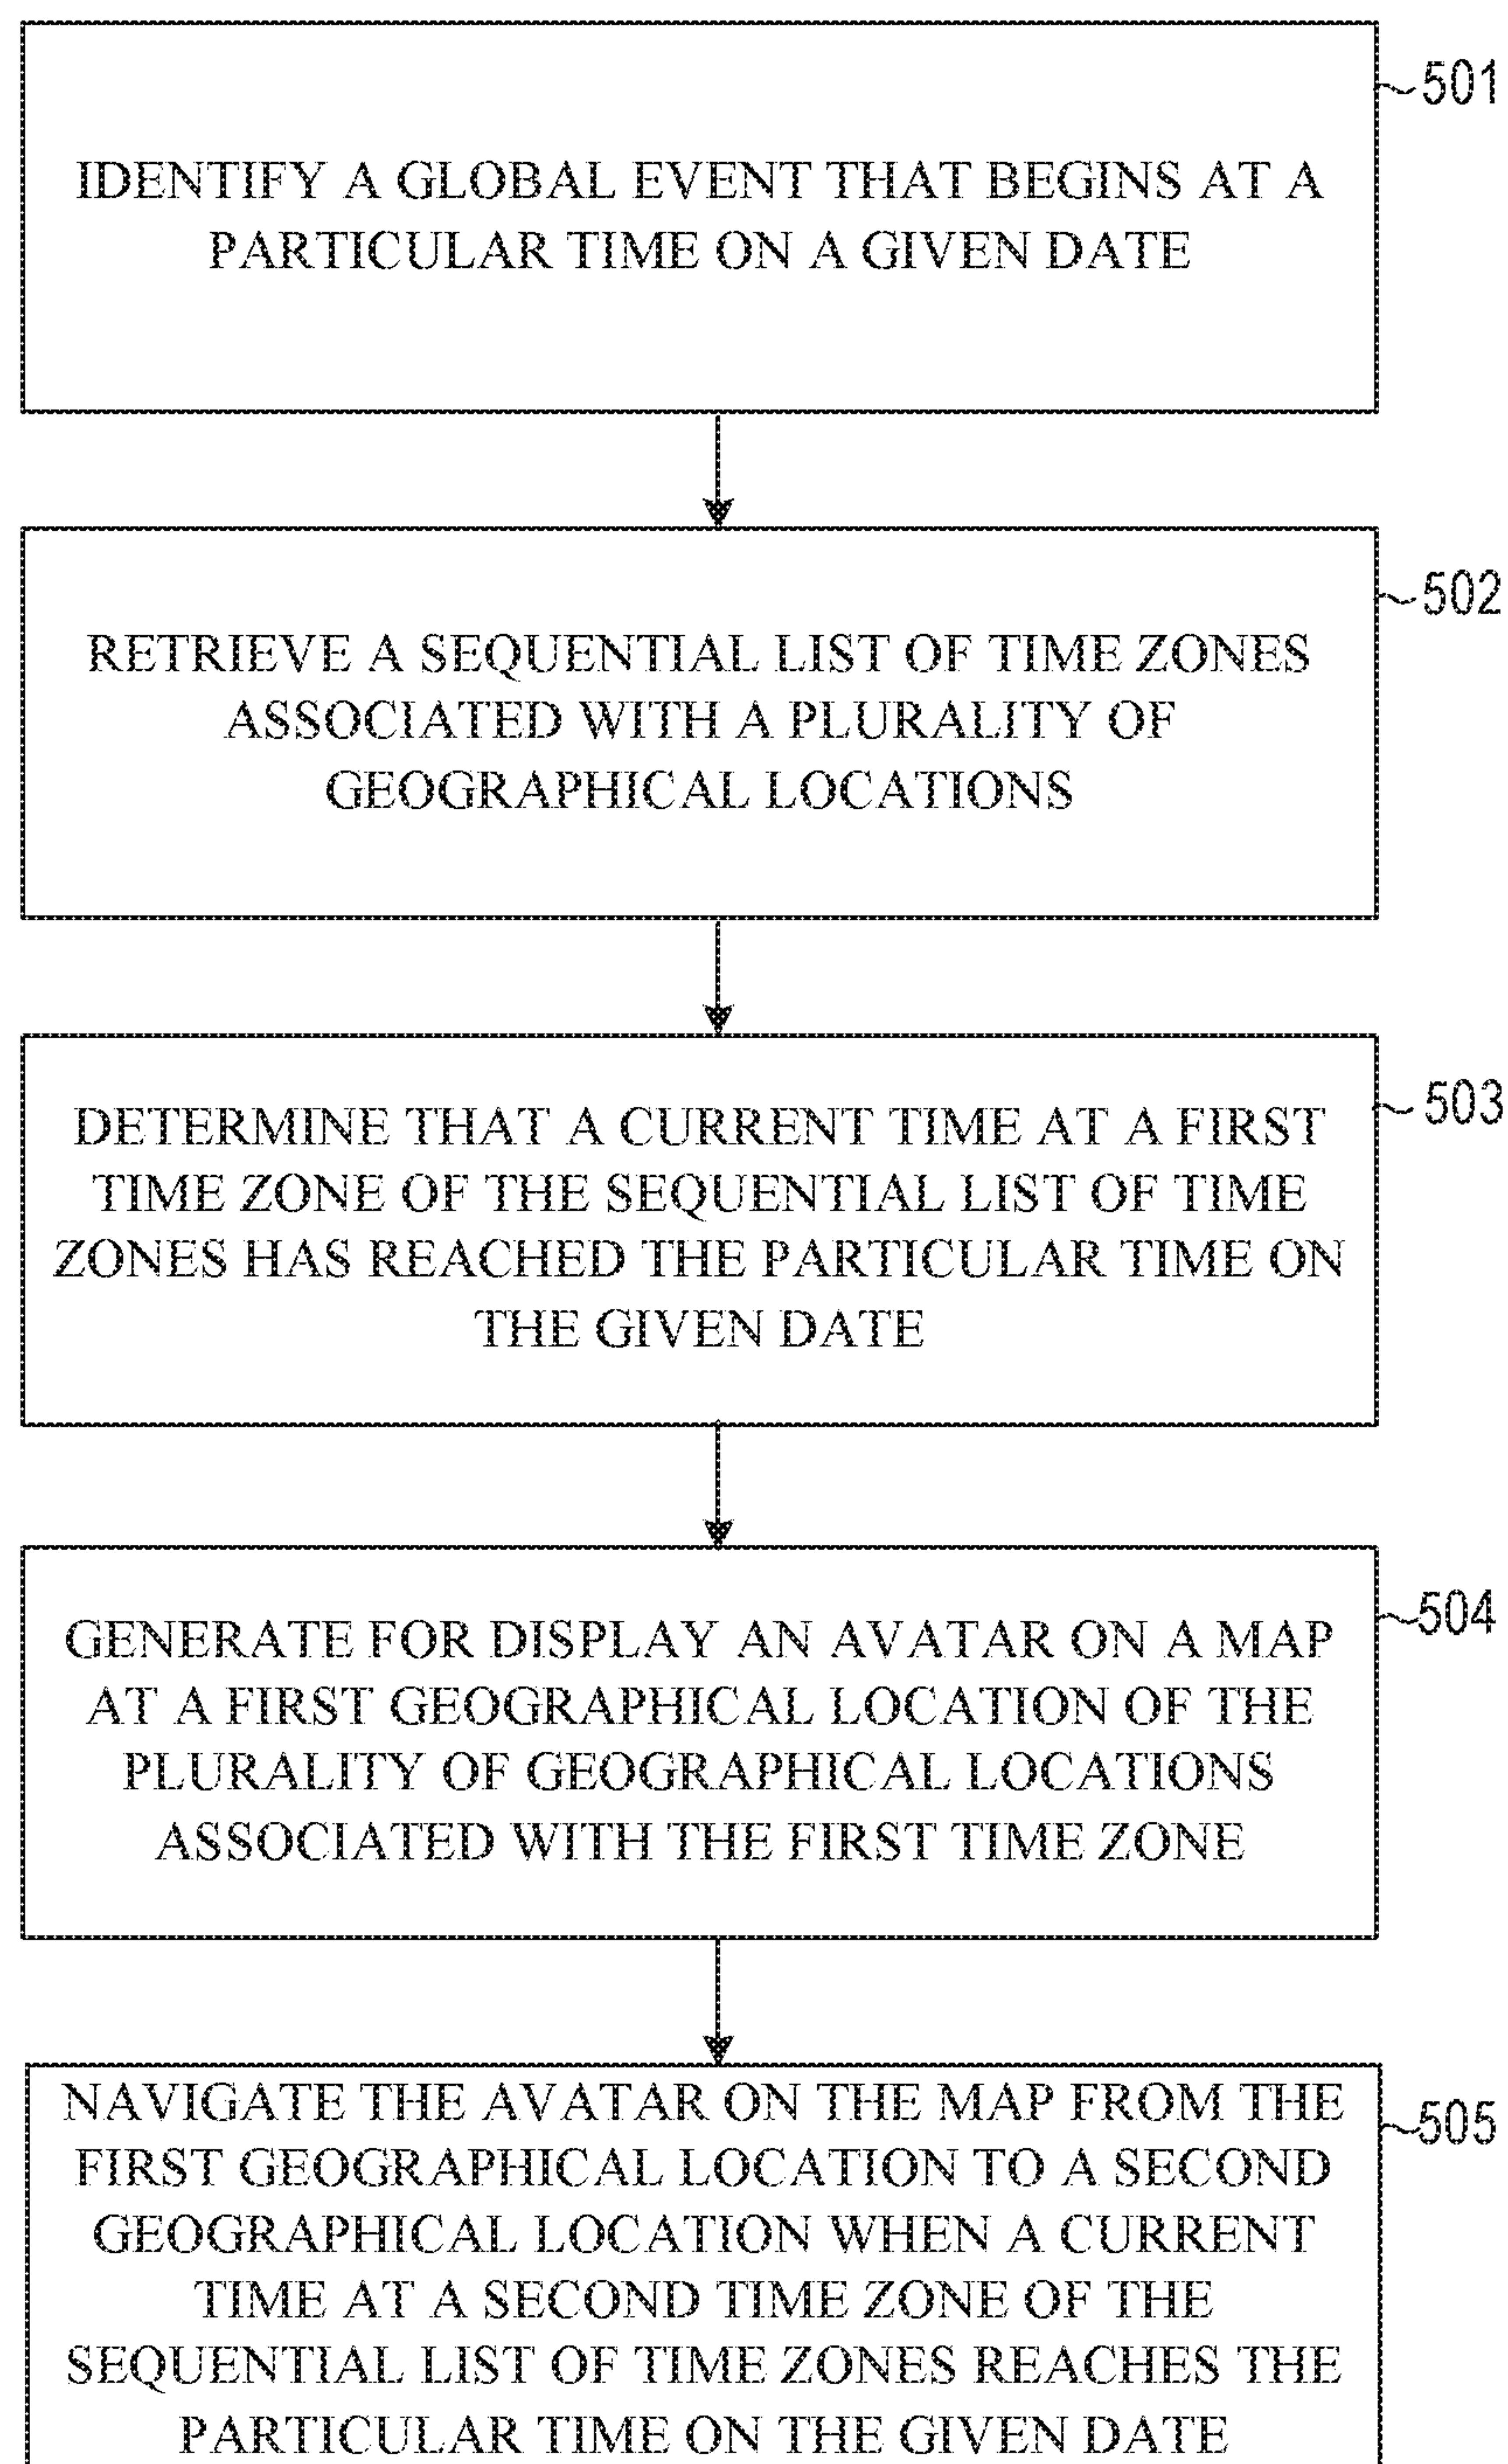 501
IDENTIFY A GLOBAL EVENT THAT BEGINS AT A
PARTICULAR TIME ON A GIVEN DATE
502
RETRIEVE A SEQUENTIAL LIST OF TIME ZONES
ASSOCIATED WITH A PLURALITY OF
GEOGRAPHICAL LOCATIONS
503
DETERMINE THAT A CURRENT TIME AT A FIRST
TIME ZONE OF THE SEQUENTIAL LIST OF TIME
ZONES HAS REACHED THE PARTICULAR TIME ON
THE GIVEN DATE
504
GENERATE FOR DISPLAY AN AVATAR ON A MAP
AT A FIRST GEOGRAPHICAL LOCATION OF THE
PLURALITY OF GEOGRAPHICAL LOCATIONS
ASSOCIATED WITH THE FIRST TIME ZONE
505
NAVIGATE THE AVATAR ON THE MAP FROM THE
FIRST GEOGRAPHICAL LOCATION TO A SECOND
GEOGRAPHICAL LOCATION WHEN A CURRENT
TIME AT A SECOND TIME ZONE OF THE
SEQUENTIAL LIST OF TIME ZONES REACHES THE
PARTICULAR TIME ON THE GIVEN DATE